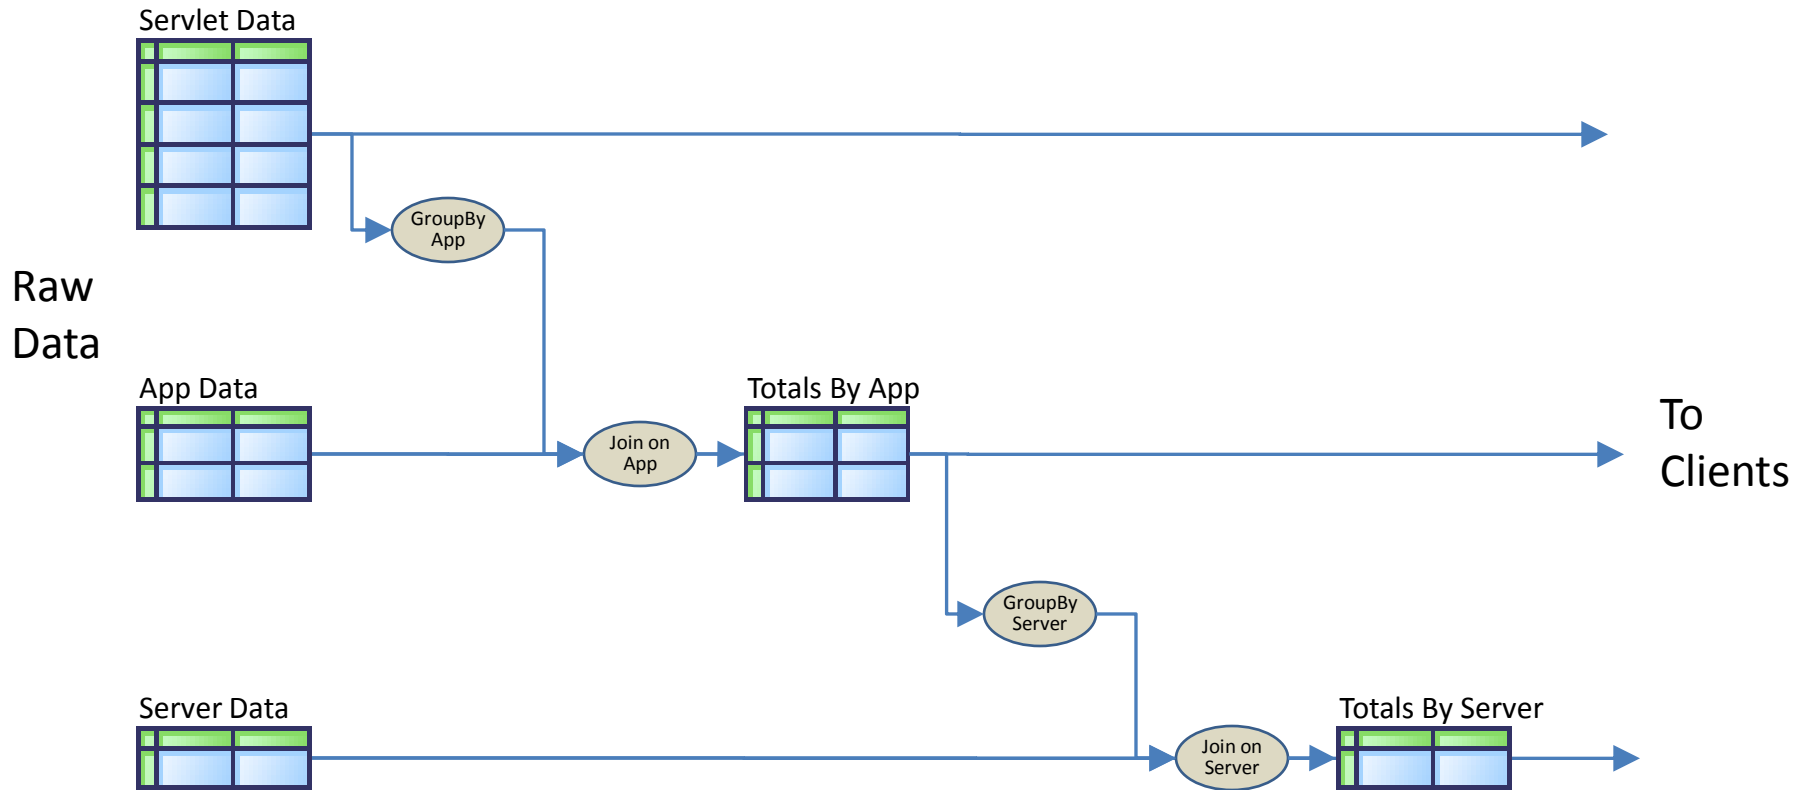 Servlet Data
GroupBy
App
Raw
Data
App Data
Totals By App
Join on
App
To
Clients
GroupBy
Server
Server Data
Totals By Server
Join on
Server